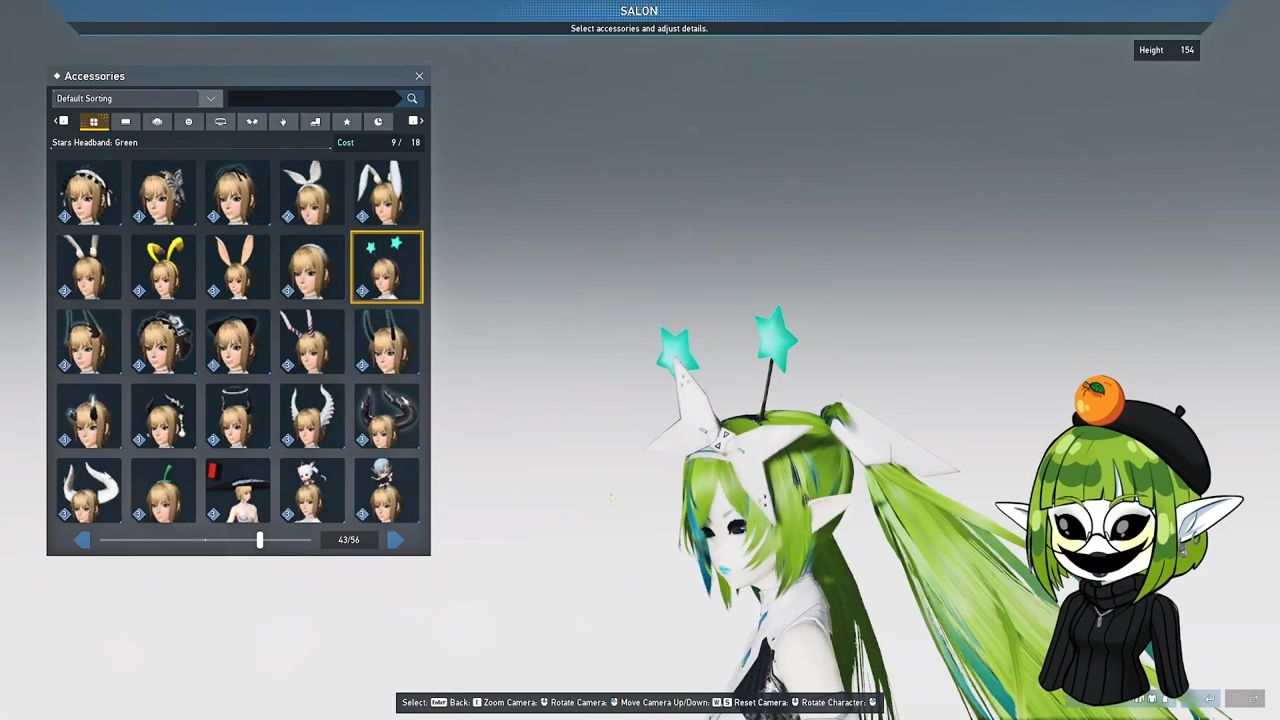 SALON
Select accessories and adjust details.
Height 154
Accessories
Default Sorting
Stars Headband: Green
Cost 9 / 18
43/56
Select: Enter Back: Zoom Camera: Rotate Camera: Move Camera Up/Down: W S Reset Camera: Rotate Character: